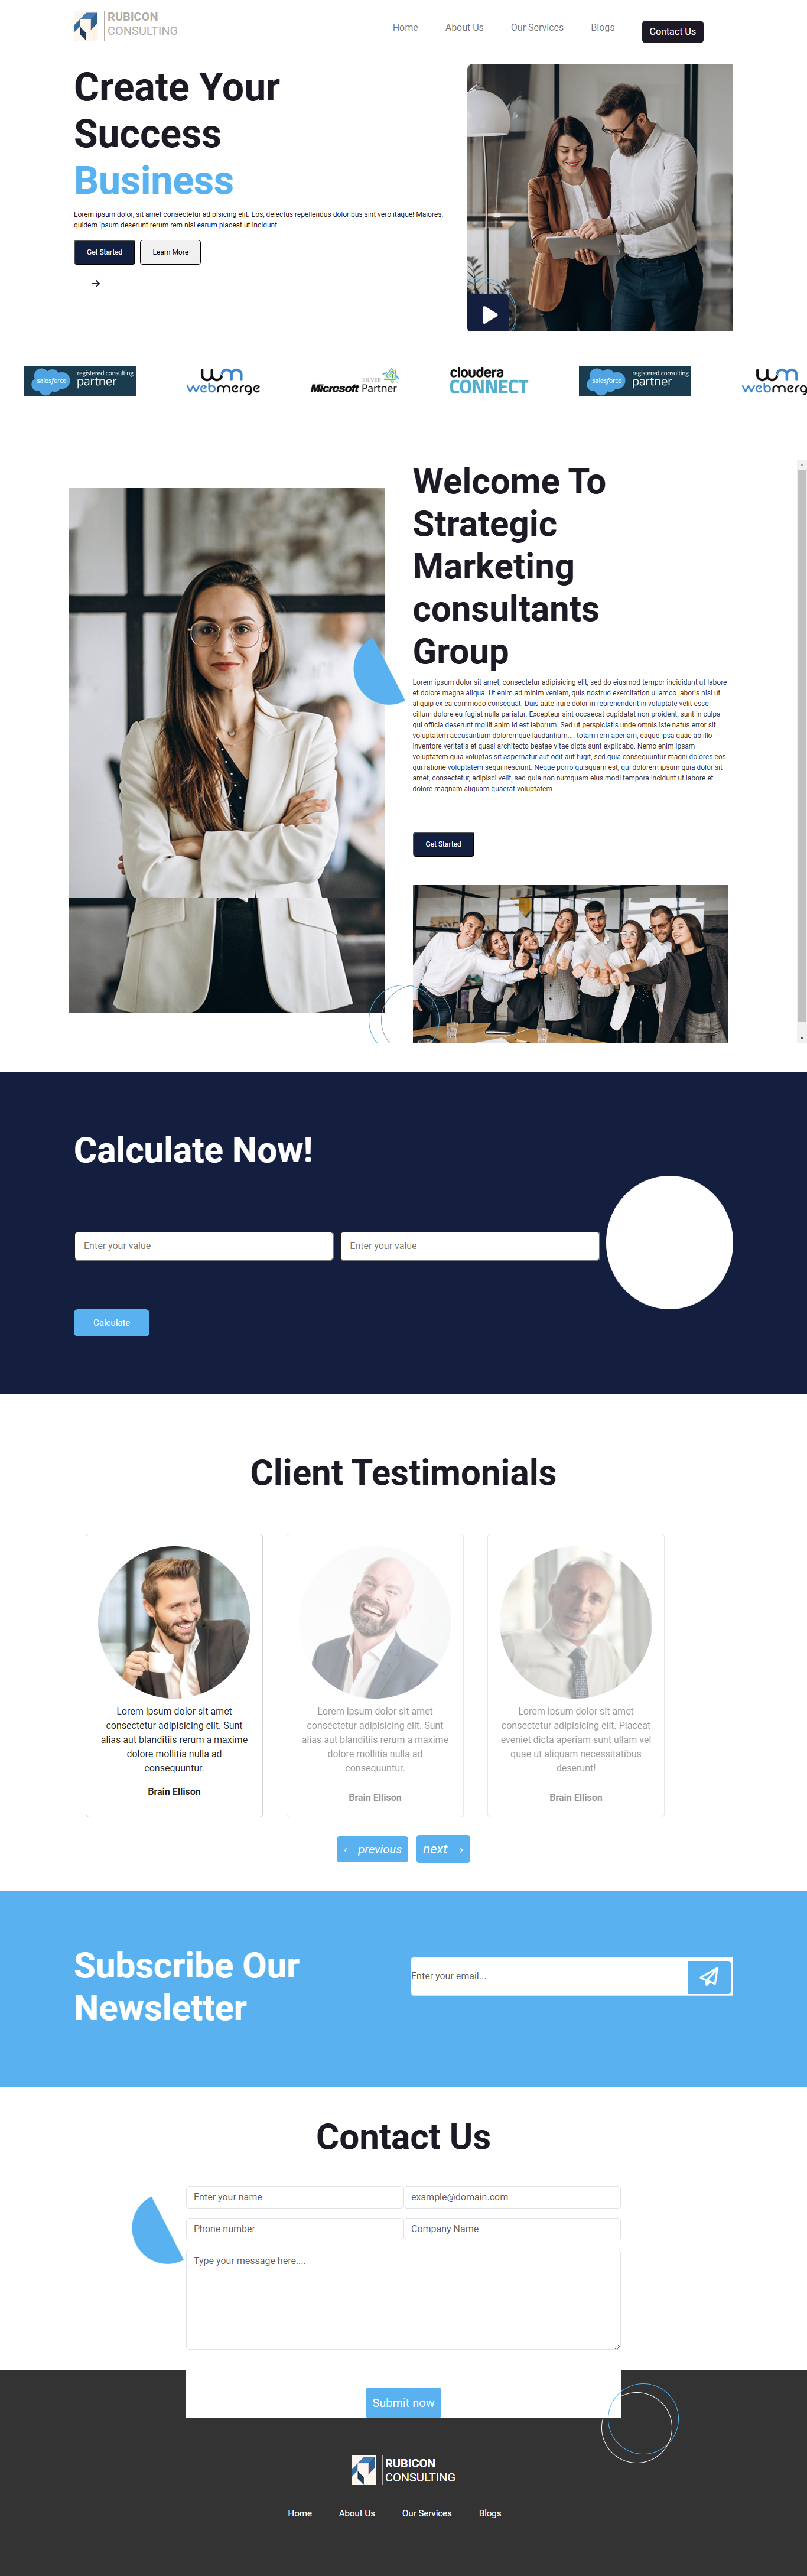 RUBICON
CONSULTING
Home About Us Our Services Blogs Contact Us
Create Your
Success
Business
Lorem ipsum dolor, sit amet consectetur adipisicing elit. Eos, delectus repellendus doloribus sint vero itaque! Maiores,
quidem ipsum deserunt rerum rem nisi earum placeat ut incidunt.
Get Started Learn More
salesforce registered consulting partner
wm webmerge
SILVER Microsoft Partner
cloudera CONNECT
salesforce registered consulting partner
wm webmerg
Welcome To
Strategic
Marketing
consultants
Group
Lorem ipsum dolor sit amet, consectetur adipisicing elit, sed do eiusmod tempor incididunt ut labore
et dolore magna aliqua. Ut enim ad minim veniam, quis nostrud exercitation ullamco laboris nisi ut
aliquip ex ea commodo consequat. Duis aute irure dolor in reprehenderit in voluptate velit esse
cillum dolore eu fugiat nulla pariatur. Excepteur sint occaecat cupidatat non proident, sunt in culpa
qui officia deserunt mollit anim id est laborum. Sed ut perspiciatis unde omnis iste natus error sit
voluptatem accusantium doloremque laudantium.... totam rem aperiam, eaque ipsa quae ab illo
inventore veritatis et quasi architecto beatae vitae dicta sunt explicabo. Nemo enim ipsam
voluptatem quia voluptas sit aspernatur aut odit aut fugit, sed quia consequuntur magni dolores eos
qui ratione voluptatem sequi nesciunt. Neque porro quisquam est, qui dolorem ipsum quia dolor sit
amet, consectetur, adipisci velit, sed quia non numquam eius modi tempora incidunt ut labore et
dolore magnam aliquam quaerat voluptatem.
Get Started
Calculate Now!
Enter your value Enter your value
Calculate
Client Testimonials
Lorem ipsum dolor sit amet
consectetur adipisicing elit. Sunt
alias aut blanditiis rerum a maxime
dolore mollitia nulla ad
consequuntur.
Brain Ellison
Lorem ipsum dolor sit amet
consectetur adipisicing elit. Sunt
alias aut blanditiis rerum a maxime
dolore mollitia nulla ad
consequuntur.
Brain Ellison
Lorem ipsum dolor sit amet
consectetur adipisicing elit. Placeat
eveniet dicta aperiam sunt ullam vel
quae ut aliquam necessitatibus
deserunt!
Brain Ellison
← previous next →
Subscribe Our
Newsletter
Enter your email...
Contact Us
Enter your name example@domain.com
Phone number Company Name
Type your message here....
Submit now
RUBICON
CONSULTING
Home About Us Our Services Blogs